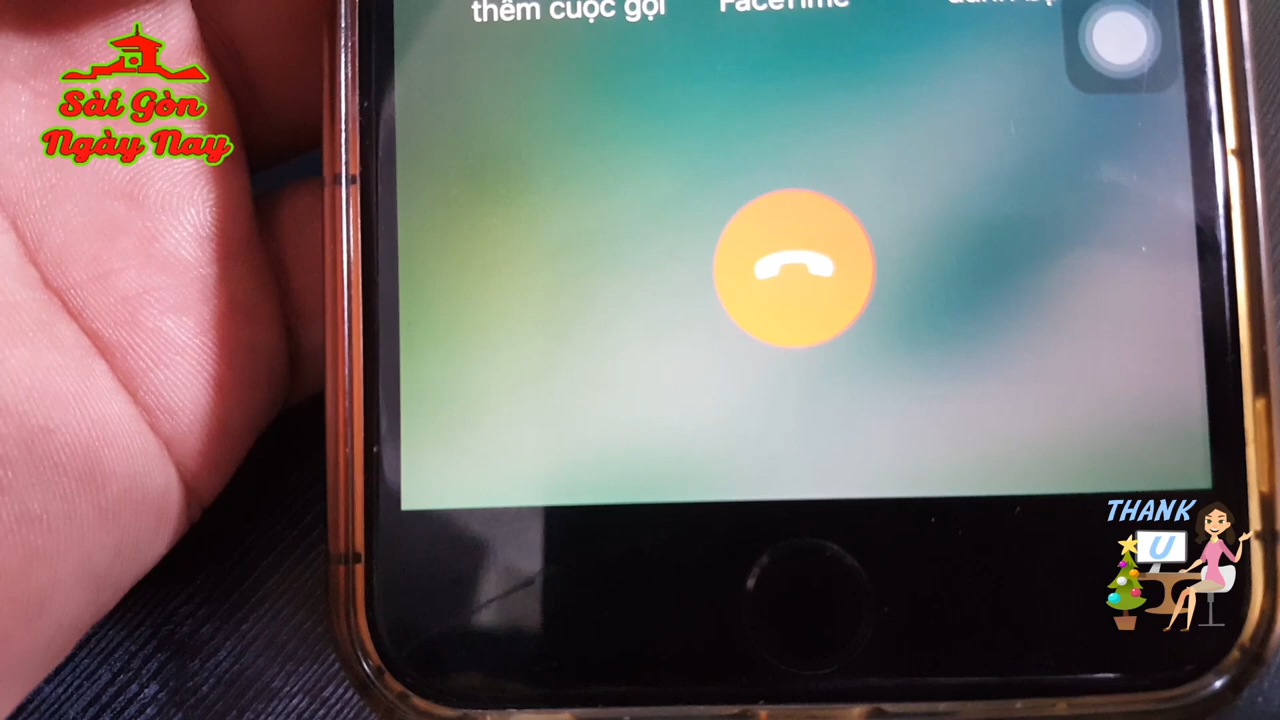 thêm cuộc gọi
FaceTime
Sài Gòn
Ngày Nay
THANK
U